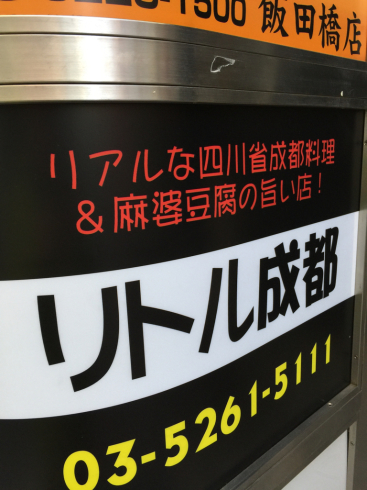 1500 飯田橋店
リアルな四川省成都料理
&麻婆豆腐の旨い店!
リトル成都
03-5261-5111